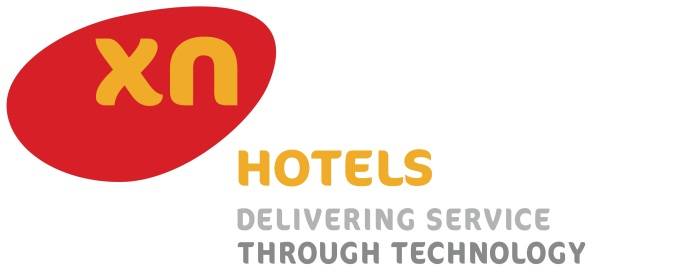 xn
HOTELS
DELIVERING SERVICE
THROUGH TECHNOLOGY